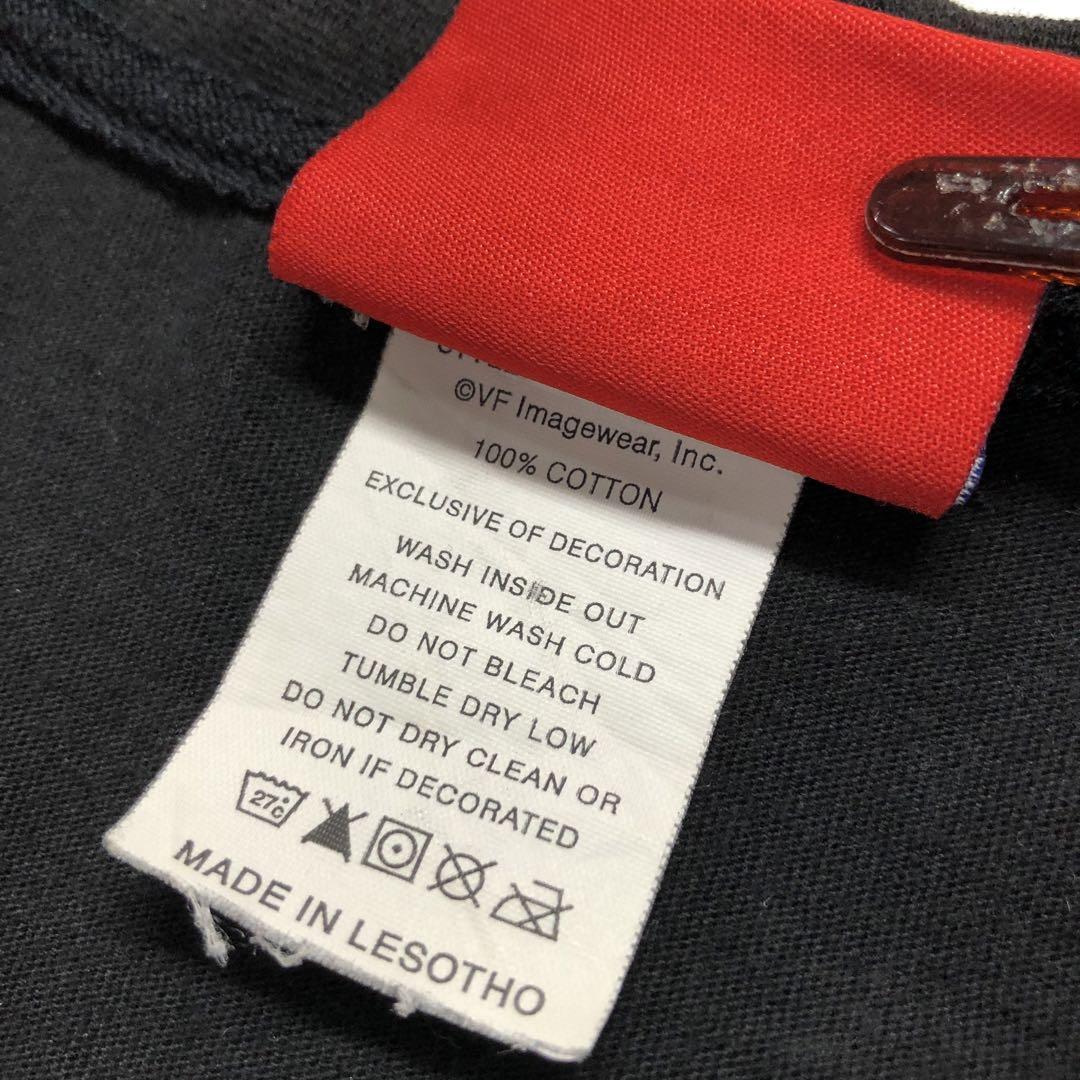 ©VF Imagewear, Inc.
100% COTTON
EXCLUSIVE OF DECORATION
WASH INSIDE OUT
MACHINE WASH COLD
DO NOT BLEACH
TUMBLE DRY LOW
DO NOT DRY CLEAN OR
IRON IF DECORATED
27c
MADE IN LESOTHO